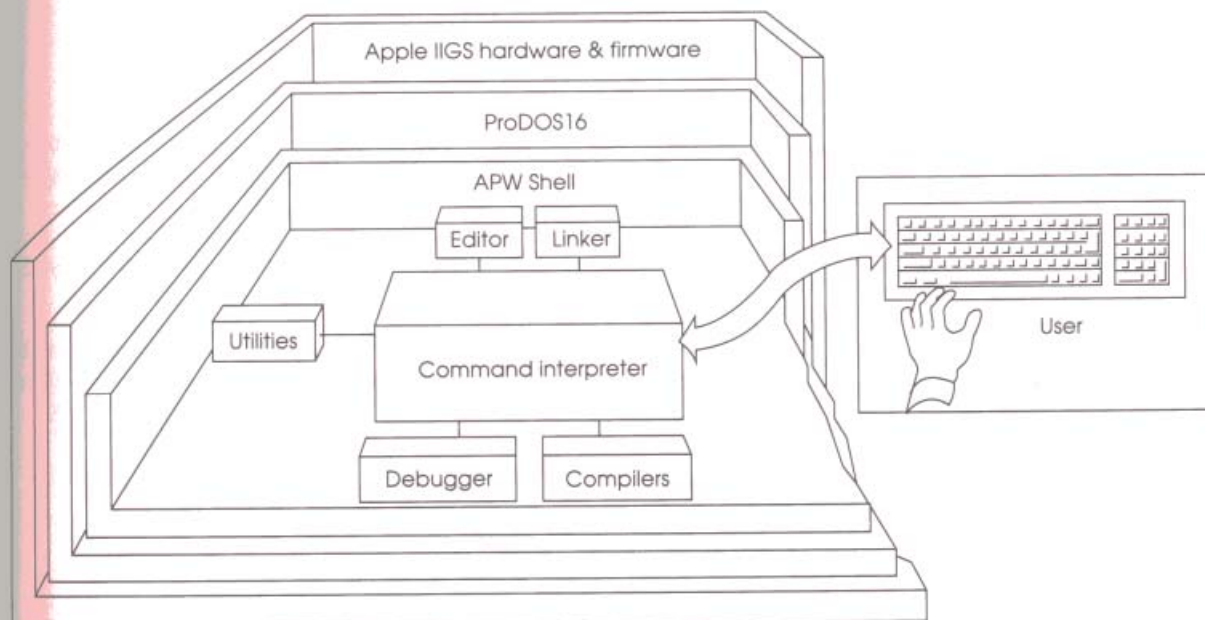 Apple IIGS hardware & firmware
ProDOS16
APW Shell
Editor
Linker
Utilities
Command interpreter
User
Debugger
Compilers